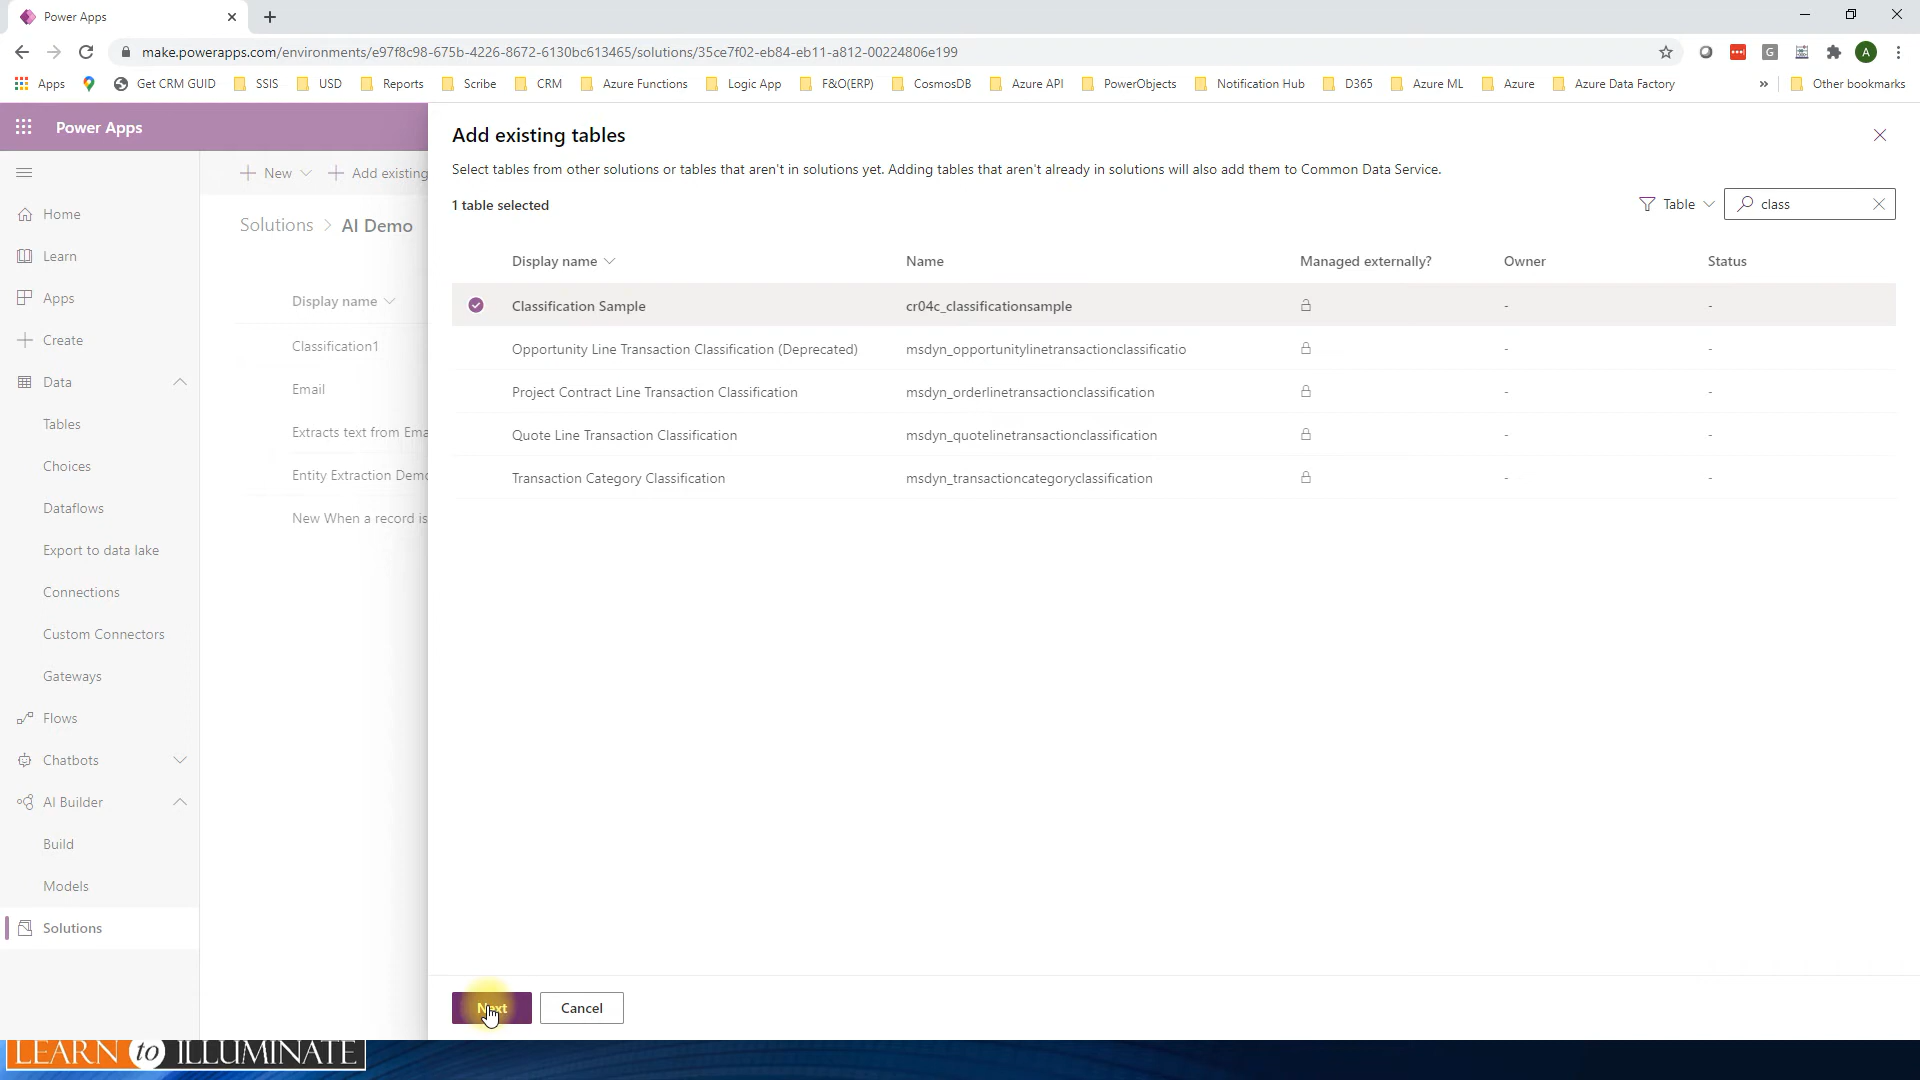 Power Apps
make.powerapps.com/environments/e97f8c98-675b-4226-8672-6130bc613465/solutions/35ce7f02-eb84-eb11-a812-00224806e199
A
Apps
Get CRM GUID
SSIS
USD
Reports
Scribe
CRM
Azure Functions
Logic App
F&O(ERP)
CosmosDB
Azure API
PowerObjects
Notification Hub
D365
Azure ML
Azure
Azure Data Factory
»
Other bookmarks
Power Apps
Home
Learn
Apps
Create
Data
Tables
Choices
Dataflows
Export to data lake
Connections
Custom Connectors
Gateways
Flows
Chatbots
AI Builder
Build
Models
Solutions
New
Add existing
Solutions > AI Demo
Display name
Classification1
Email
Extracts text from Ema
Entity Extraction Demo
New When a record is
Add existing tables
Select tables from other solutions or tables that aren't in solutions yet. Adding tables that aren't already in solutions will also add them to Common Data Service.
1 table selected
Table
class
Display name Name Managed externally? Owner Status
Classification Sample cr04c_classificationsample - -
Opportunity Line Transaction Classification (Deprecated) msdyn_opportunitylinetransactionclassificatio - -
Project Contract Line Transaction Classification msdyn_orderlinetransactionclassification - -
Quote Line Transaction Classification msdyn_quotelinetransactionclassification - -
Transaction Category Classification msdyn_transactioncategoryclassification - -
Next
Cancel
LEARN to ILLUMINATE